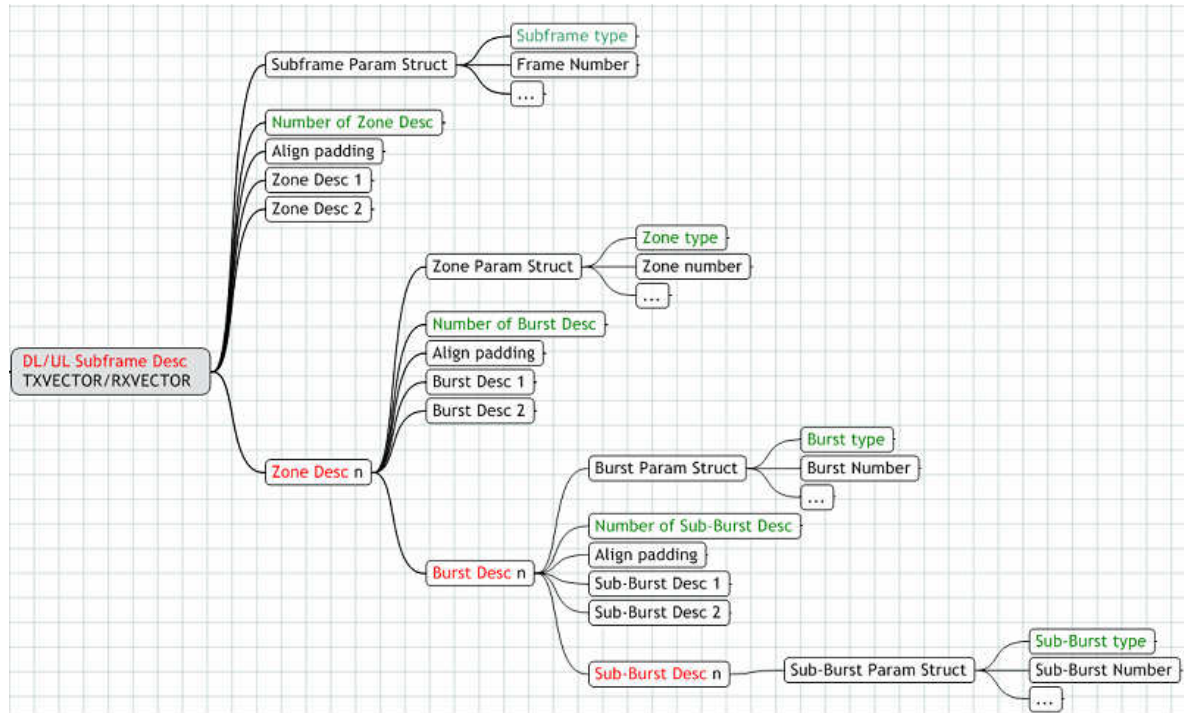 Subframe type
Subframe Param Struct
Frame Number
...
Number of Zone Desc
Align padding
Zone Desc 1
Zone Desc 2
Zone type
Zone Param Struct
Zone number
...
Number of Burst Desc
Align padding
DL/UL Subframe Desc
TXVECTOR/RXVECTOR
Burst Desc 1
Burst Desc 2
Burst type
Zone Desc n
Burst Param Struct
Burst Number
...
Number of Sub-Burst Desc
Align padding
Burst Desc n
Sub-Burst Desc 1
Sub-Burst Desc 2
Sub-Burst type
Sub-Burst Desc n
Sub-Burst Param Struct
Sub-Burst Number
...